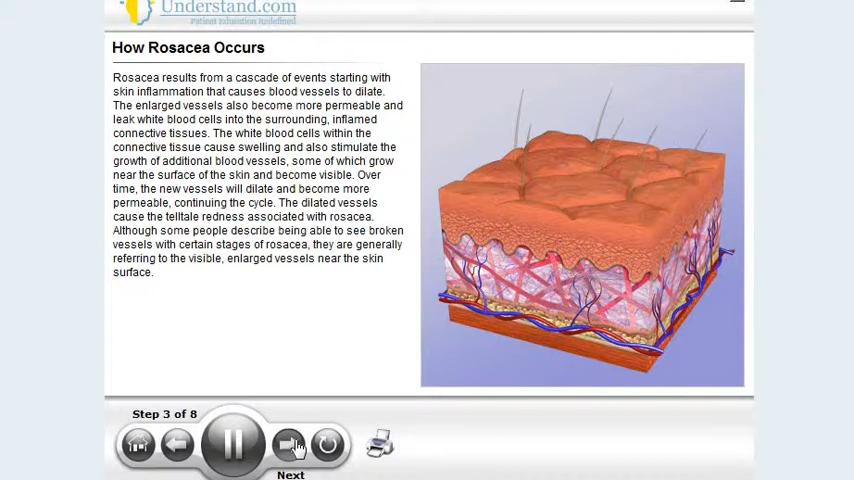 Understand.com
Patient Education Redefined
How Rosacea Occurs
Rosacea results from a cascade of events starting with
skin inflammation that causes blood vessels to dilate.
The enlarged vessels also become more permeable and
leak white blood cells into the surrounding, inflamed
connective tissues. The white blood cells within the
connective tissue cause swelling and also stimulate the
growth of additional blood vessels, some of which grow
near the surface of the skin and become visible. Over
time, the new vessels will dilate and become more
permeable, continuing the cycle. The dilated vessels
cause the telltale redness associated with rosacea.
Although some people describe being able to see broken
vessels with certain stages of rosacea, they are generally
referring to the visible, enlarged vessels near the skin
surface.
Step 3 of 8
Next